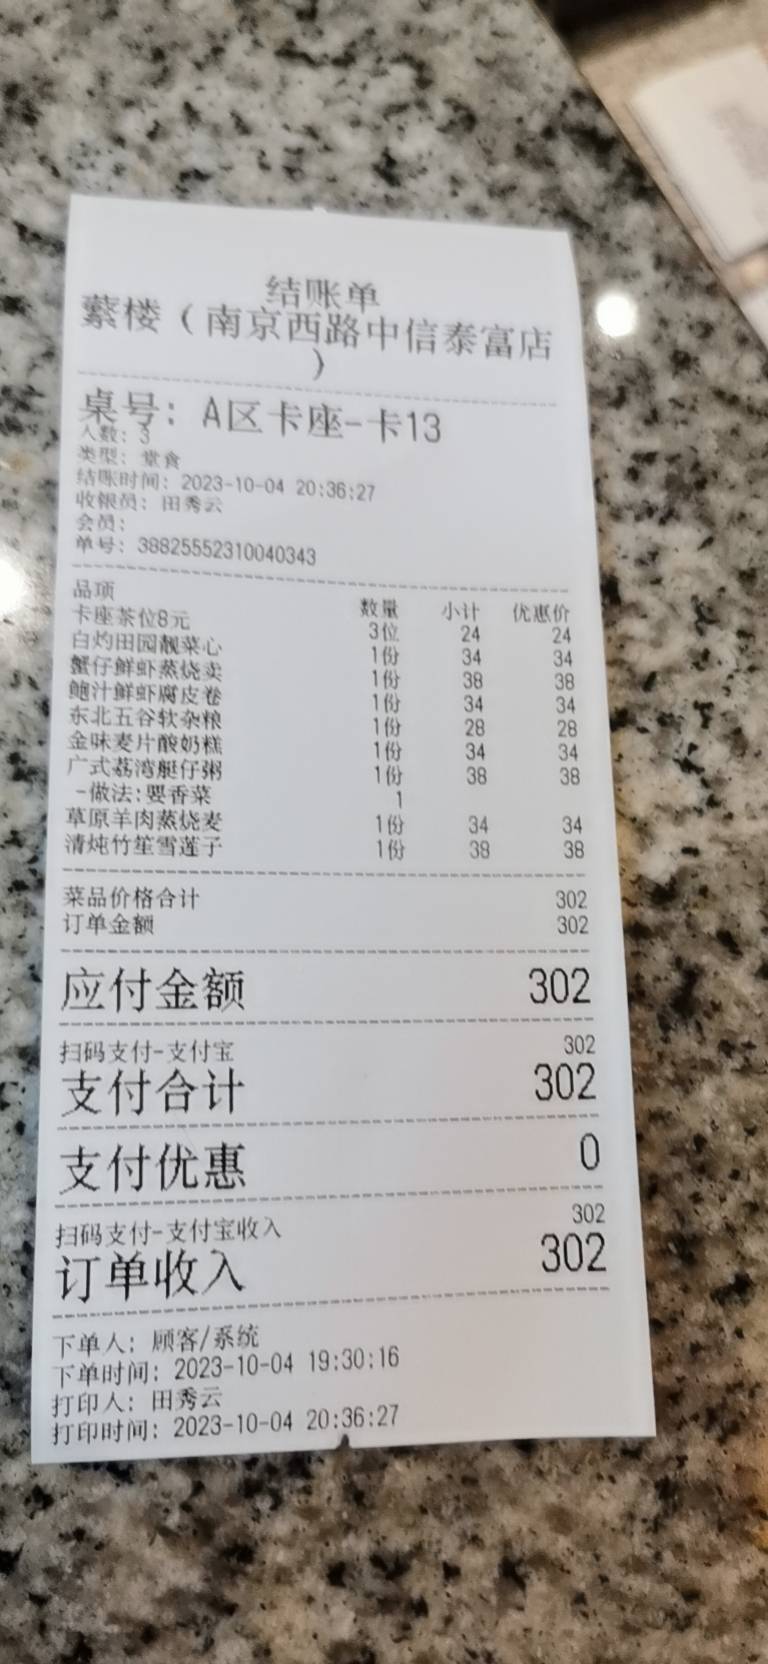 结账单
蘩楼（南京西路中信泰富店
）
桌号: A区卡座-卡13
人数: 3
类型: 堂食
结账时间: 2023-10-04 20:36:27
收银员: 田秀云
会员:
单号: 38825552310040343
品项 数量 小计 优惠价
卡座茶位8元 3位 24 24
白灼田园靓菜心 1份 34 34
蟹仔鲜虾蒸烧卖 1份 38 38
鲍汁鲜虾腐皮卷 1份 34 34
东北五谷软杂粮 1份 28 28
金味麦片酸奶糕 1份 34 34
广式荔湾艇仔粥 1份 38 38
-做法:要香菜 1
草原羊肉蒸烧麦 1份 34 34
清炖竹笙雪莲子 1份 38 38
菜品价格合计 302
订单金额 302
应付金额 302
扫码支付-支付宝 302
支付合计 302
支付优惠 0
扫码支付-支付宝收入 302
订单收入 302
下单人: 顾客/系统
下单时间: 2023-10-04 19:30:16
打印人: 田秀云
打印时间: 2023-10-04 20:36:27